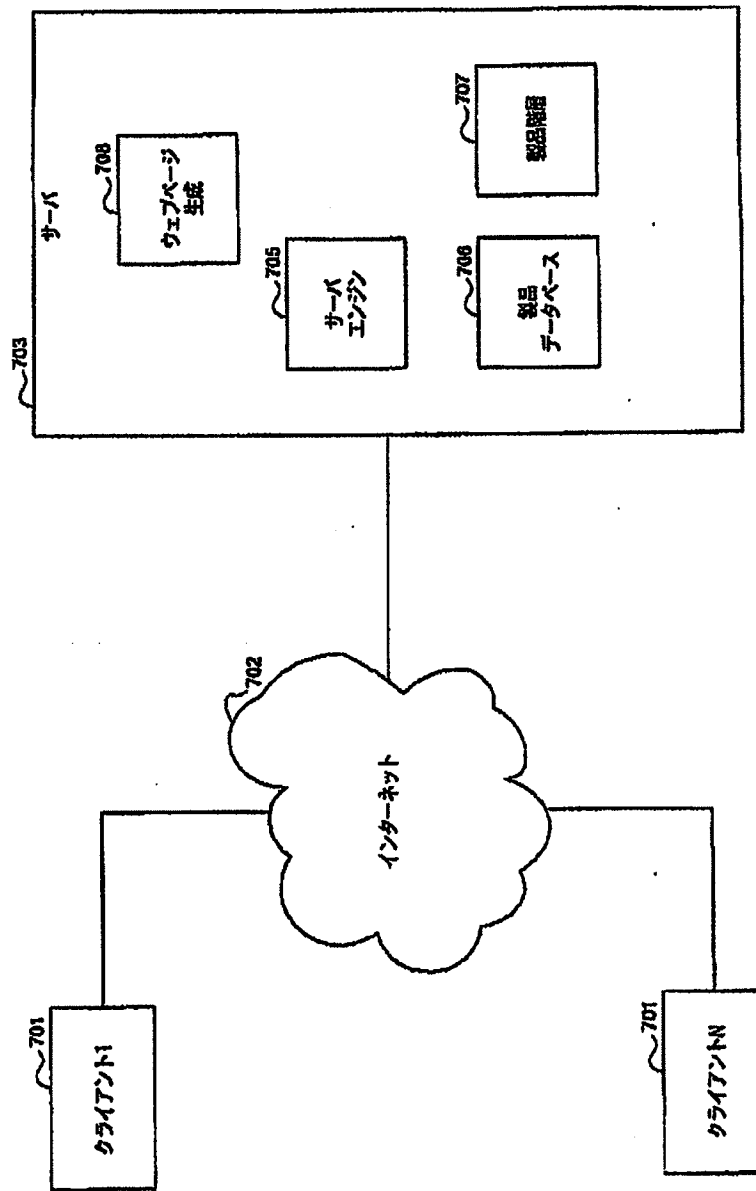 701
クライアント1
701
クライアントN
702
インターネット
703
サーバ
708
ウェブページ
生成
705
サーバ
エンジン
706
製品
データベース
707
製品階層